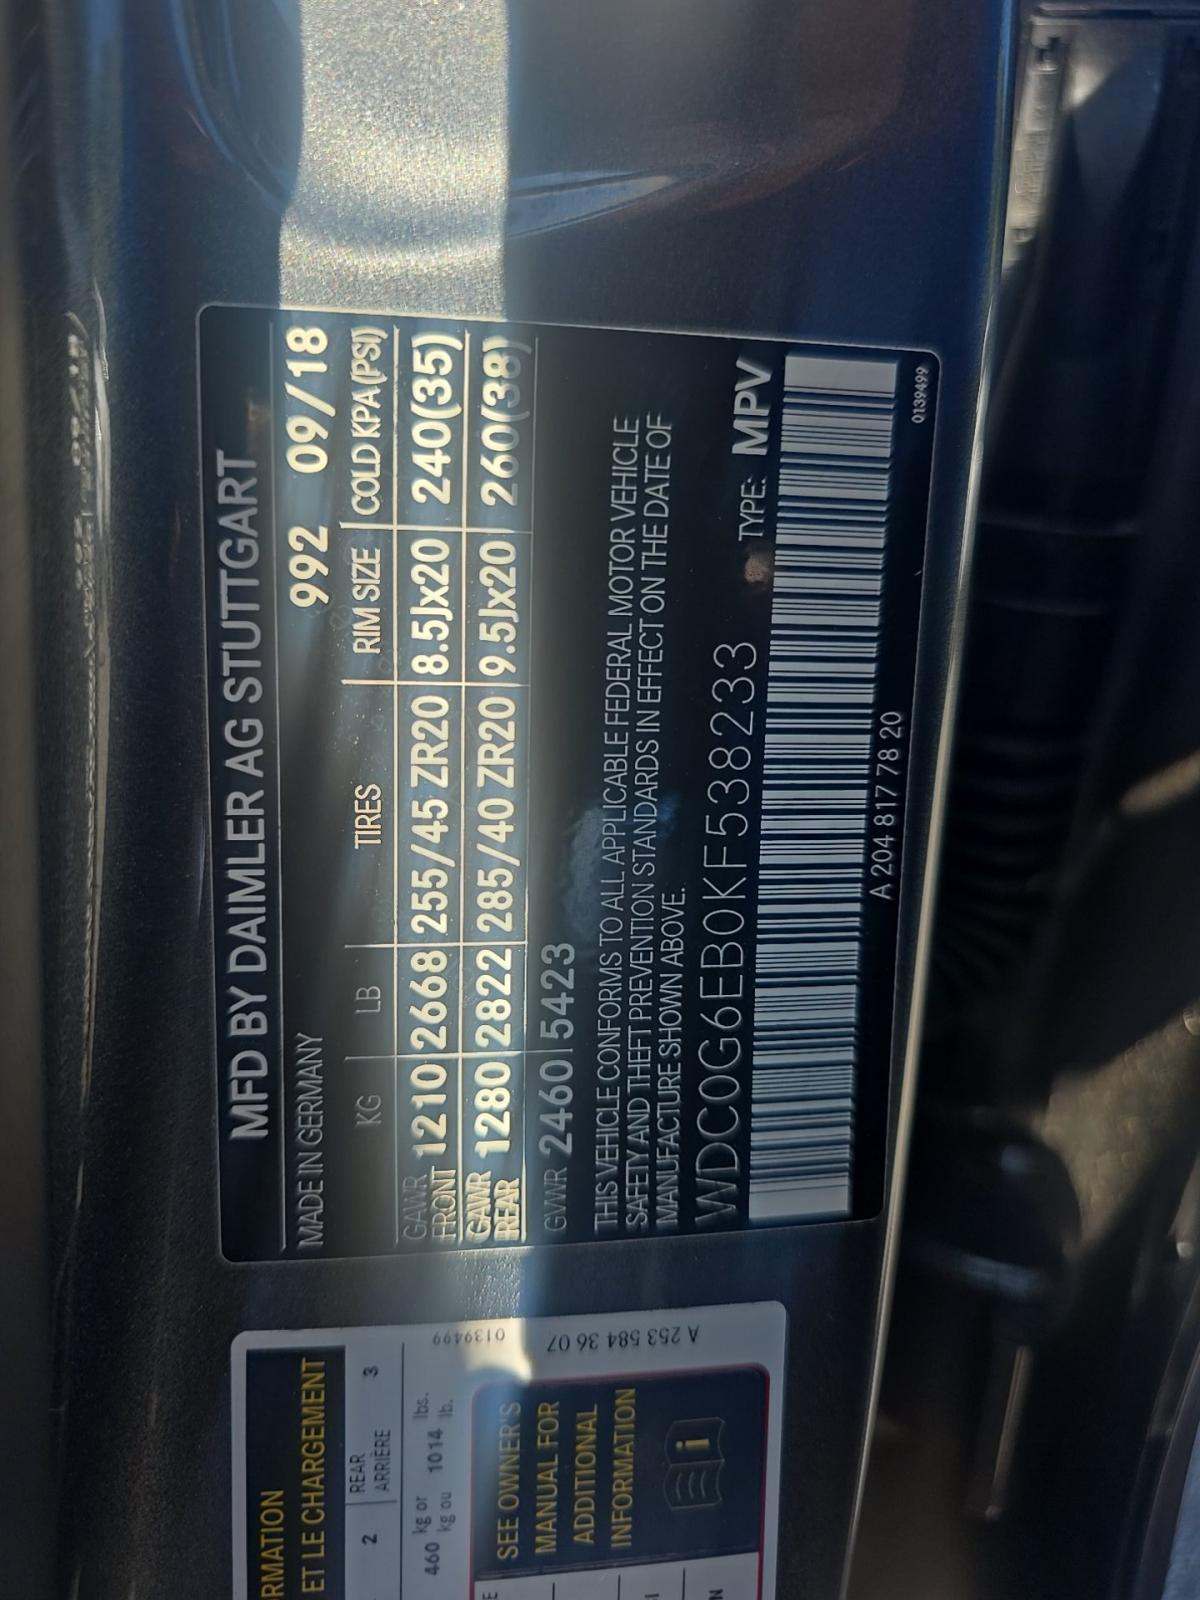 MFD BY DAIMLER AG STUTTGART
MADE IN GERMANY 992 09/18
KG LB TIRES RIM SIZE COLD KPA(PSI)
GAWR FRONT 1210 2668 255/45 ZR20 8.5Jx20 240(35)
GAWR REAR 1280 2822 285/40 ZR20 9.5Jx20 260(38)
GVWR 2460 5423
THIS VEHICLE CONFORMS TO ALL APPLICABLE FEDERAL MOTOR VEHICLE
SAFETY AND THEFT PREVENTION STANDARDS IN EFFECT ON THE DATE OF
MANUFACTURE SHOWN ABOVE.
WDC0G6EB0KF538233 TYPE: MPV
A 204 817 78 20
0139499
RMATION
ET LE CHARGEMENT
2 REAR
ARRIÈRE 3
460 kg or 1014 lbs.
kg ou lb.
SEE OWNER'S
MANUAL FOR
ADDITIONAL
INFORMATION
i
0139499
A 253 584 36 07